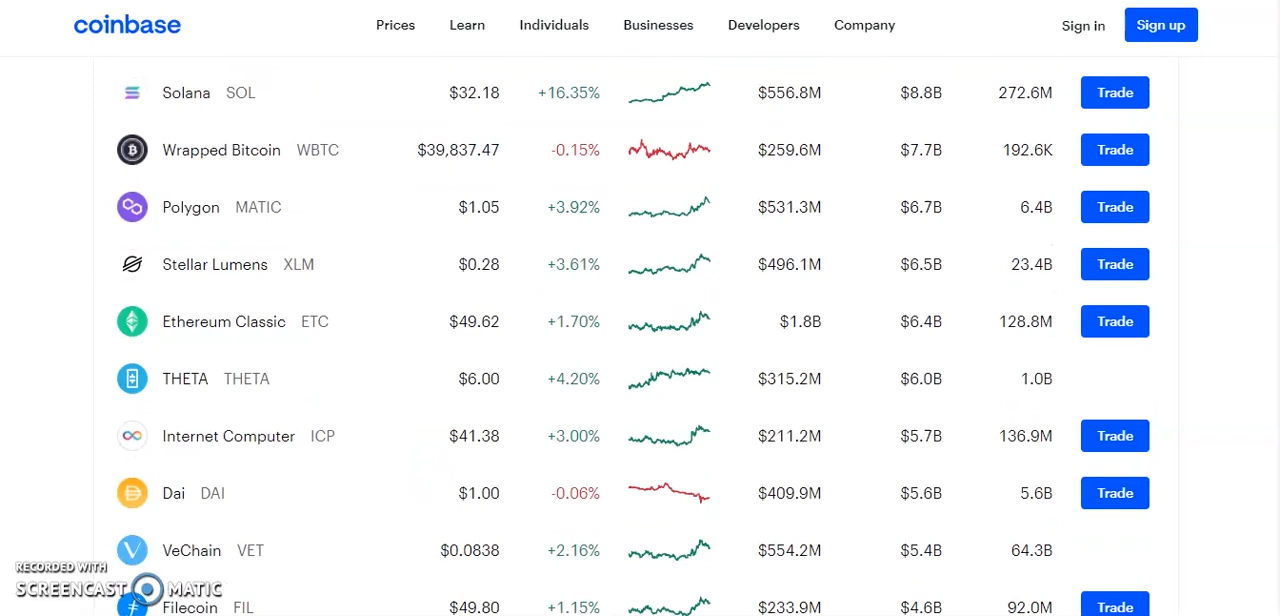 coinbase Prices Learn Individuals Businesses Developers Company Sign in Sign up
Solana SOL $32.18 +16.35% $556.8M $8.8B 272.6M Trade
Wrapped Bitcoin WBTC $39,837.47 -0.15% $259.6M $7.7B 192.6K Trade
Polygon MATIC $1.05 +3.92% $531.3M $6.7B 6.4B Trade
Stellar Lumens XLM $0.28 +3.61% $496.1M $6.5B 23.4B Trade
Ethereum Classic ETC $49.62 +1.70% $1.8B $6.4B 128.8M Trade
THETA THETA $6.00 +4.20% $315.2M $6.0B 1.0B
Internet Computer ICP $41.38 +3.00% $211.2M $5.7B 136.9M Trade
Dai DAI $1.00 -0.06% $409.9M $5.6B 5.6B Trade
VeChain VET $0.0838 +2.16% $554.2M $5.4B 64.3B
RECORDED WITH
SCREENCAST MATIC
Filecoin FIL $49.80 +1.15% $233.9M $4.6B 92.0M Trade